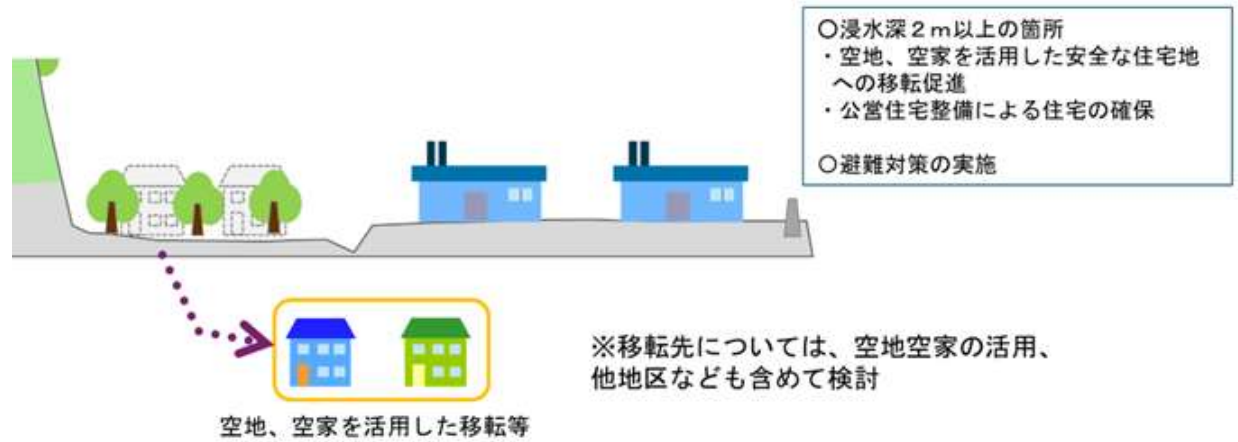 ○浸水深２ｍ以上の箇所
・空地、空家を活用した安全な住宅地
への移転促進
・公営住宅整備による住宅の確保
○避難対策の実施
※移転先については、空地空家の活用、
他地区なども含めて検討
空地、空家を活用した移転等